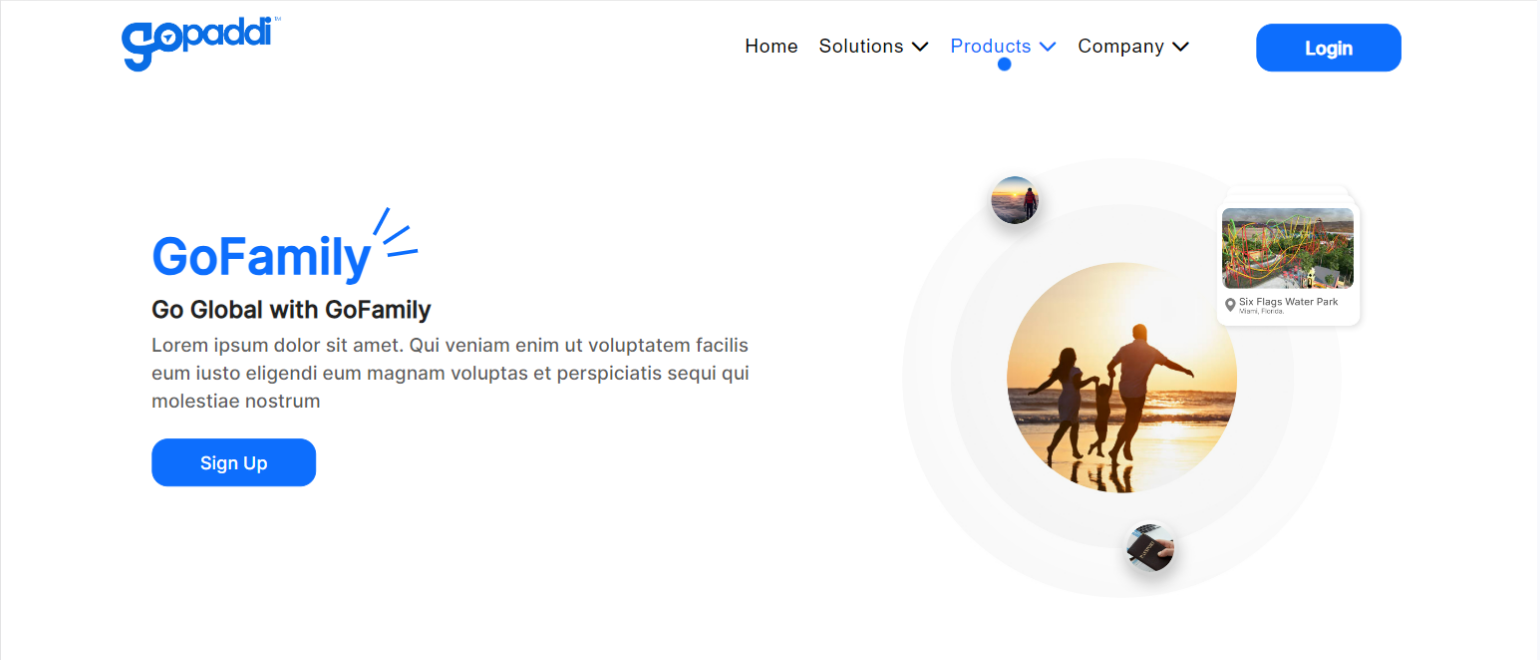 gopaddi™
Home Solutions Products Company Login
GoFamily
Go Global with GoFamily
Lorem ipsum dolor sit amet. Qui veniam enim ut voluptatem facilis
eum iusto eligendi eum magnam voluptas et perspiciatis sequi qui
molestiae nostrum
Sign Up
Six Flags Water Park
Miami, Florida.
PASSPORT